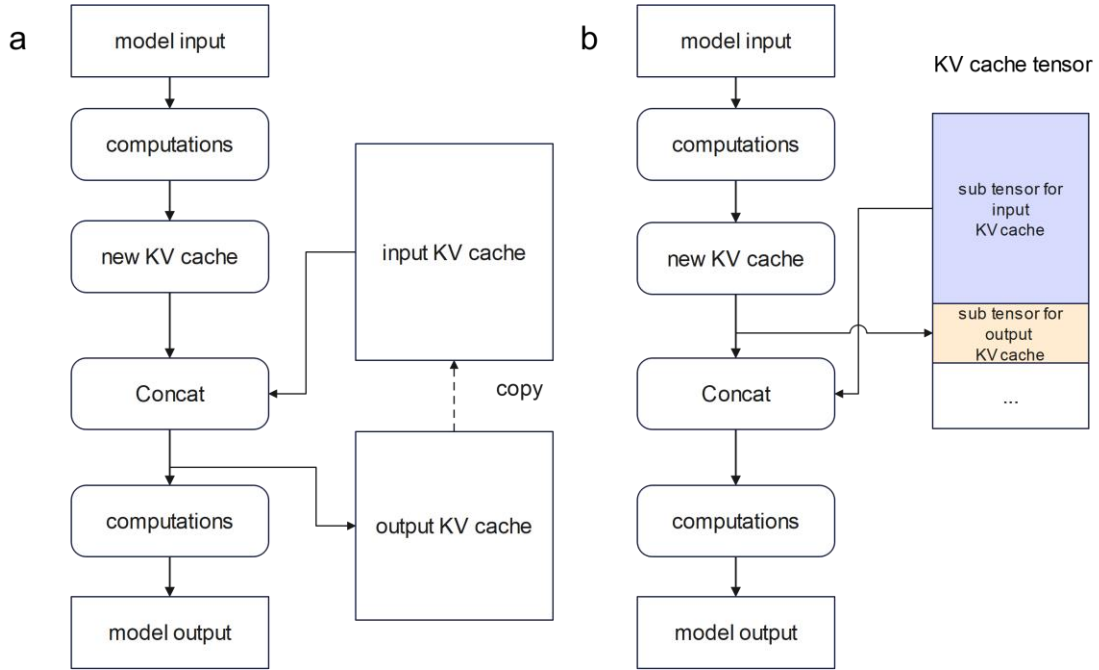 a
model input
computations
new KV cache
input KV cache
Concat
copy
computations
output KV cache
model output
b
model input
KV cache tensor
computations
sub tensor for
input
KV cache
new KV cache
sub tensor for
output
KV cache
Concat
...
computations
model output